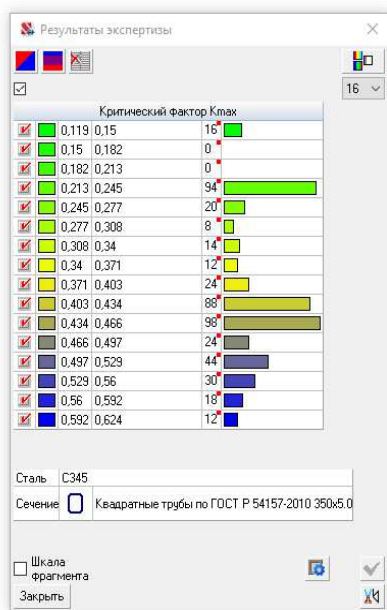 Результаты экспертизы
16
Критический фактор Kmax
0,119 0,15 16
0,15 0,182 0
0,182 0,213 0
0,213 0,245 94
0,245 0,277 20
0,277 0,308 8
0,308 0,34 14
0,34 0,371 12
0,371 0,403 24
0,403 0,434 88
0,434 0,466 98
0,466 0,497 24
0,497 0,529 44
0,529 0,56 30
0,56 0,592 18
0,592 0,624 12
Сталь С345
Сечение Квадратные трубы по ГОСТ Р 54157-2010 350x5.0
Шкала
фрагмента
Закрыть